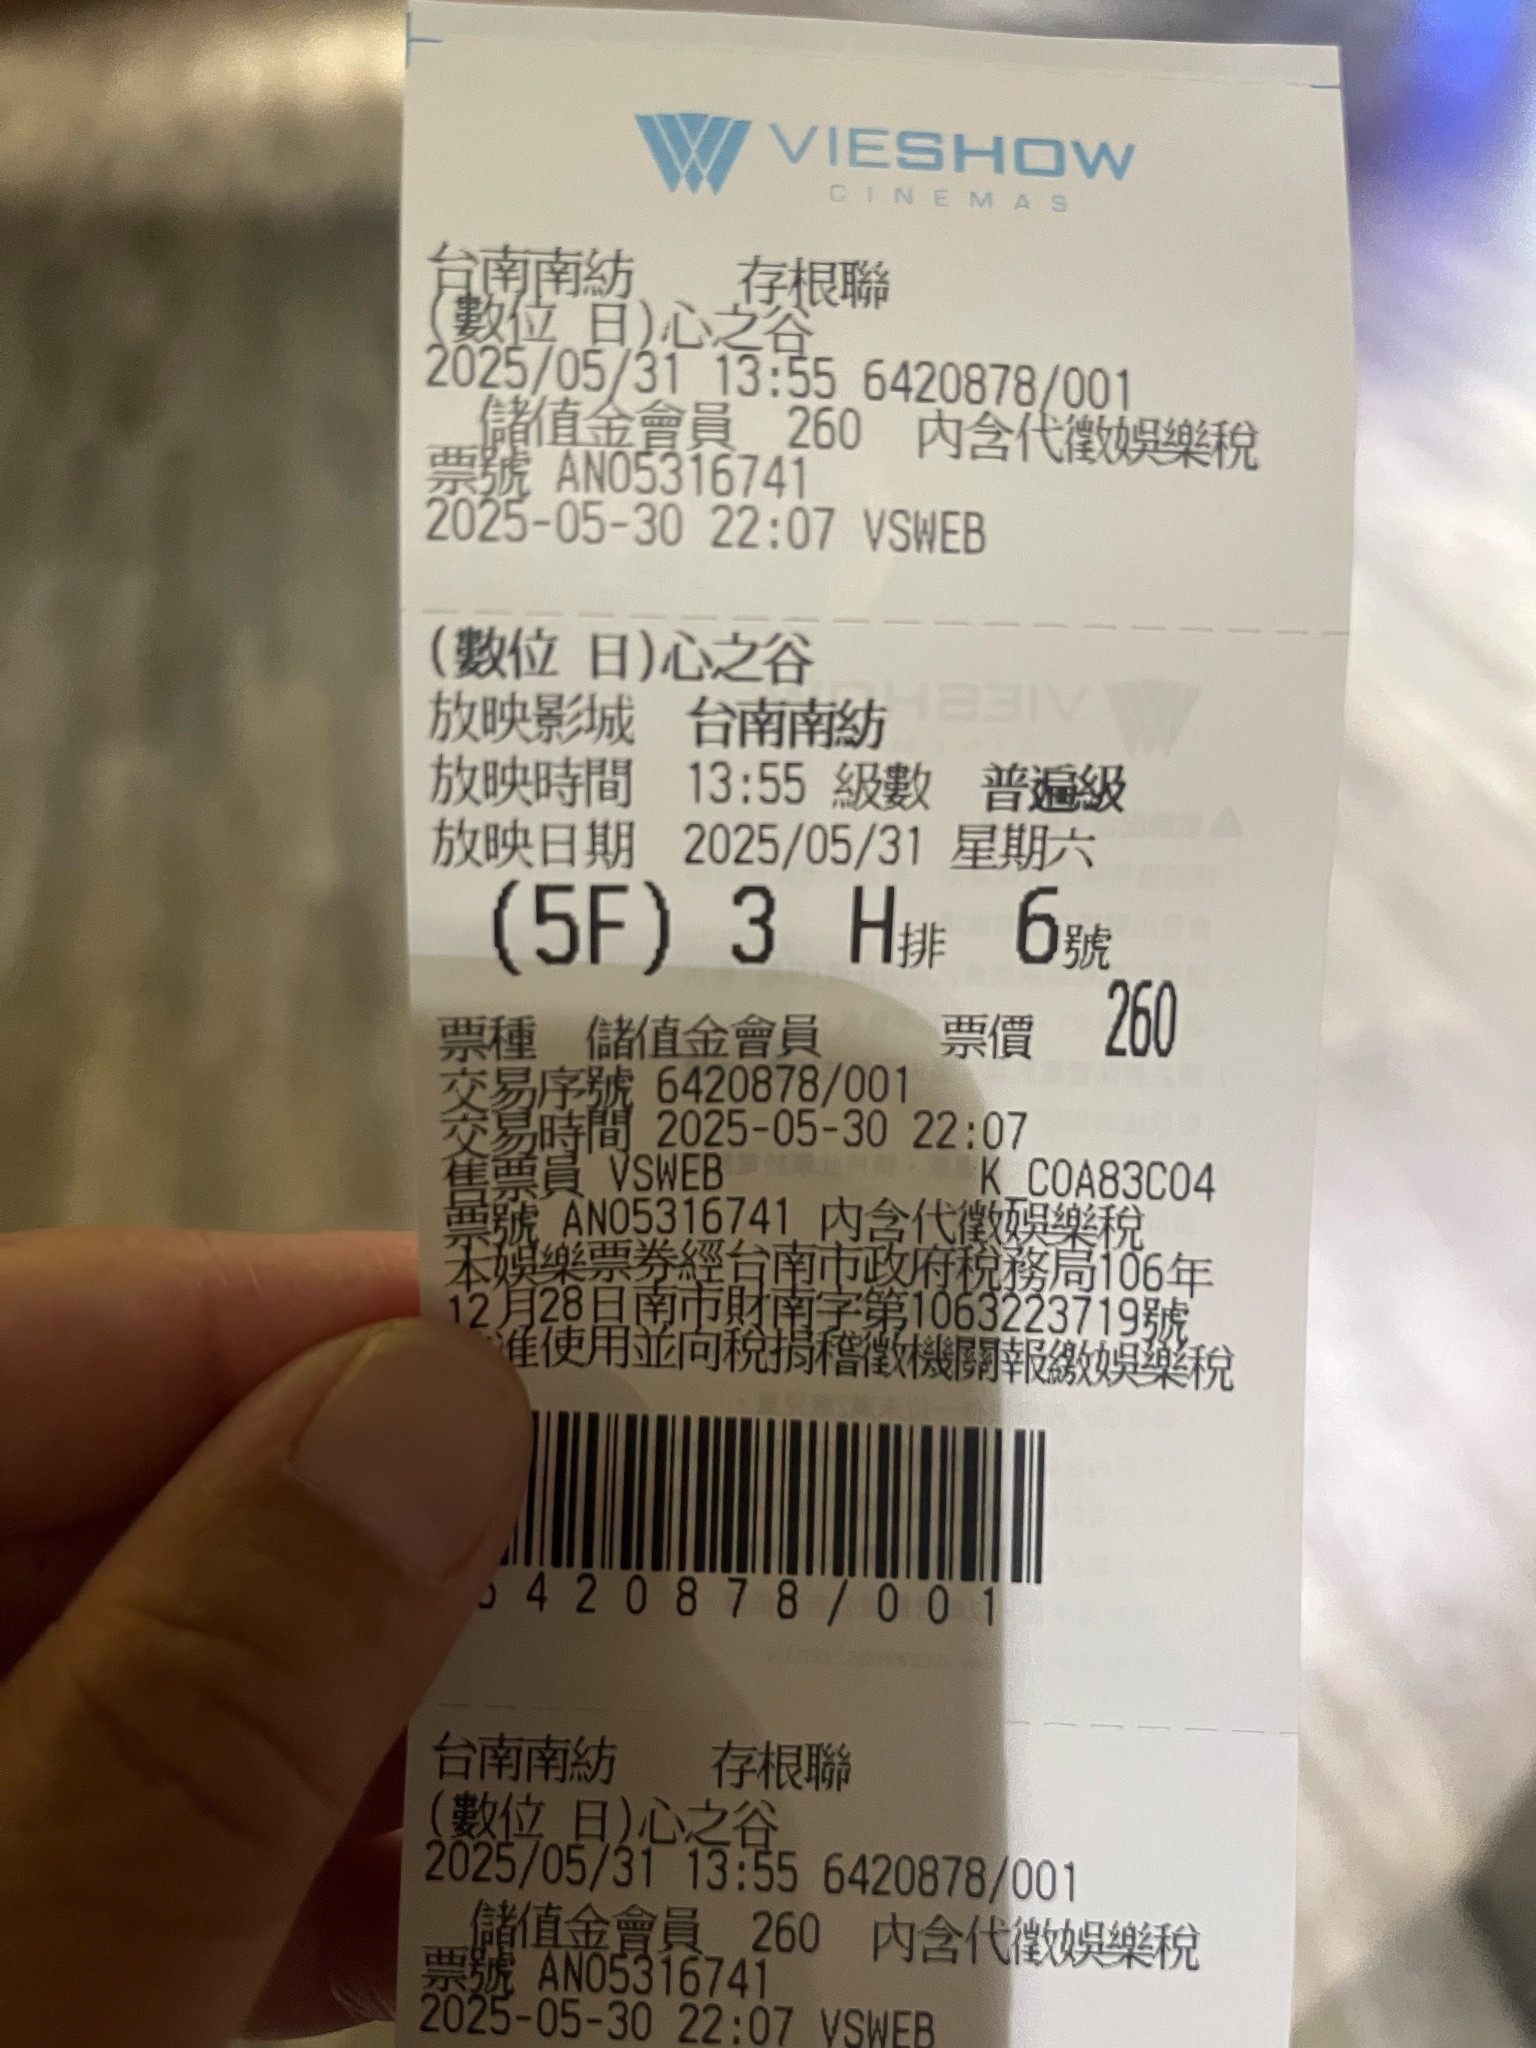 VIESHOW
CINEMAS
台南南紡 存根聯
(數位 日)心之谷
2025/05/31 13:55 6420878/001
儲值金會員 260 內含代徵娛樂稅
票號 AN05316741
2025-05-30 22:07 VSWEB
(數位 日)心之谷
放映影城 台南南紡
放映時間 13:55 級數 普遍級
放映日期 2025/05/31 星期六
(5F) 3 H排 6號
票種 儲值金會員 票價 260
交易序號 6420878/001
交易時間 2025-05-30 22:07
售票員 VSWEB K_C0A83C04
票號 AN05316741 內含代徵娛樂稅
本娛樂票券經台南市政府稅務局106年
12月28日南市財南字第1063223719號
准使用並向稅捐稽徵機關報繳娛樂稅
420878/001
台南南紡 存根聯
(數位 日)心之谷
2025/05/31 13:55 6420878/001
儲值金會員 260 內含代徵娛樂稅
票號 AN05316741
2025-05-30 22:07 VSWEB